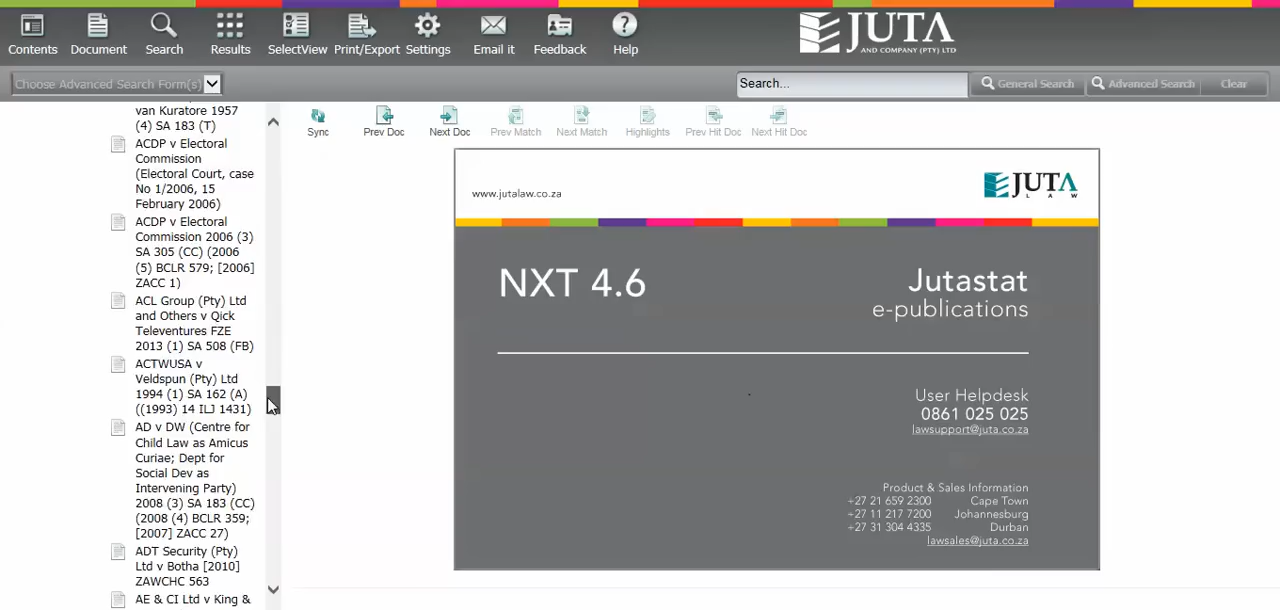 Contents
Document
Search
Results
SelectView
Print/Export
Settings
Email it
Feedback
Help
JUTA
AND COMPANY (PTY) LTD
Choose Advanced Search Form(s)
Search...
General Search
Advanced Search
Clear
van Kuratore 1957
(4) SA 183 (T)
ACDP v Electoral
Commission
(Electoral Court, case
No 1/2006, 15
February 2006)
ACDP v Electoral
Commission 2006 (3)
SA 305 (CC) (2006
(5) BCLR 579; [2006]
ZACC 1)
ACL Group (Pty) Ltd
and Others v Qick
Televentures FZE
2013 (1) SA 508 (FB)
ACTWUSA v
Veldspun (Pty) Ltd
1994 (1) SA 162 (A)
((1993) 14 ILJ 1431)
AD v DW (Centre for
Child Law as Amicus
Curiae; Dept for
Social Dev as
Intervening Party)
2008 (3) SA 183 (CC)
(2008 (4) BCLR 359;
[2007] ZACC 27)
ADT Security (Pty)
Ltd v Botha [2010]
ZAWCHC 563
AE & CI Ltd v King &
Sync
Prev Doc
Next Doc
Prev Match
Next Match
Highlights
Prev Hit Doc
Next Hit Doc
www.jutalaw.co.za
JUTA
LAW
NXT 4.6
Jutastat
e-publications
User Helpdesk
0861 025 025
lawsupport@juta.co.za
Product & Sales Information
+27 21 659 2300 Cape Town
+27 11 217 7200 Johannesburg
+27 31 304 4335 Durban
lawsales@juta.co.za